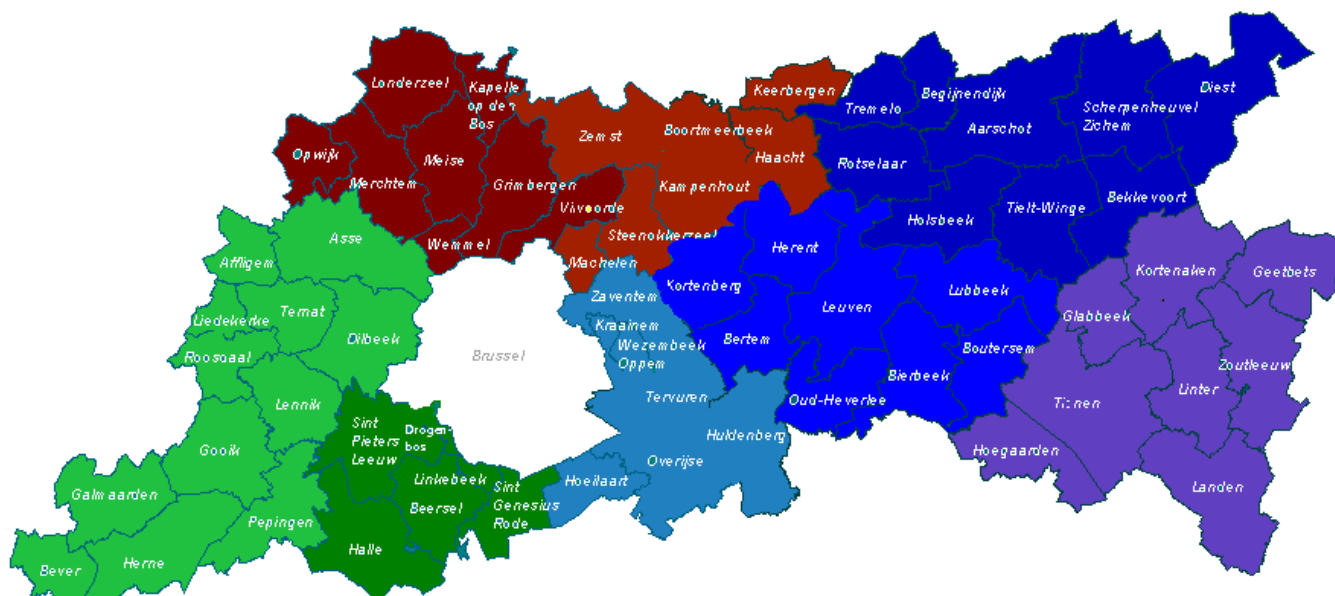 Londerzeel
Kapelle
op den
Bos
Keerbergen
Tremelo
Begijnendijk
Diest
Scherpenheuvel
Zichem
Zemst
Boortmeerbeek
Aarschot
Opwijk
Meise
Haacht
Rotselaar
Merchtem
Grimbergen
Kampenhout
Vilvoorde
Bekkevoort
Tielt-Winge
Holsbeek
Asse
Wemmel
Steenokkerzeel
Herent
Affligem
Machelen
Kortenaken
Geetbets
Zaventem
Kortenberg
Lubbeek
Liedekerke
Ternat
Leuven
Glabbeek
Kraainem
Dilbeek
Bertem
Wezembeek
Oppem
Boutersem
Roosdaal
Brussel
Bierbeek
Zoutleeuw
Linter
Lennik
Tervuren
Oud-Heverlee
Tienen
Sint
Pieters
Leeuw
Drogen-
bos
Huldenberg
Gooik
Hoegaarden
Overijse
Linkebeek
Hoeilaart
Sint
Genesius
Rode
Landen
Galmaarden
Beersel
Pepingen
Halle
Herne
Bever